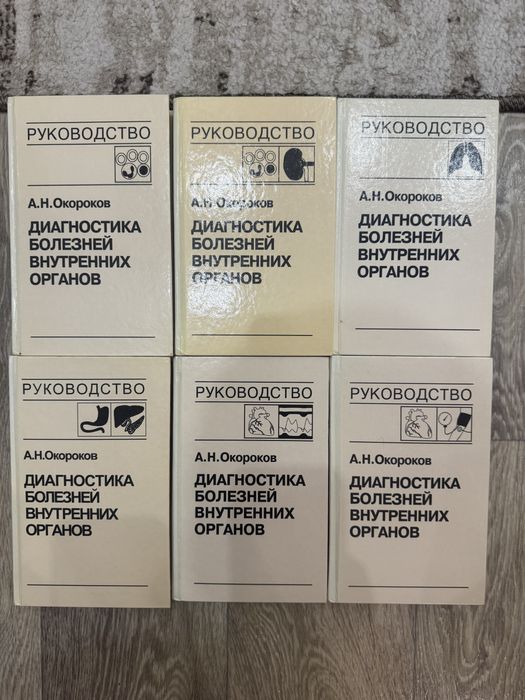 РУКОВОДСТВО
А.Н.Окороков
ДИАГНОСТИКА
БОЛЕЗНЕЙ
ВНУТРЕННИХ
ОРГАНОВ
РУКОВОДСТВО
А.Н.Окороков
ДИАГНОСТИКА
БОЛЕЗНЕЙ
ВНУТРЕННИХ
ОРГАНОВ
РУКОВОДСТВО
А.Н.Окороков
ДИАГНОСТИКА
БОЛЕЗНЕЙ
ВНУТРЕННИХ
ОРГАНОВ
РУКОВОДСТВО
А.Н.Окороков
ДИАГНОСТИКА
БОЛЕЗНЕЙ
ВНУТРЕННИХ
ОРГАНОВ
РУКОВОДСТВО
А.Н.Окороков
ДИАГНОСТИКА
БОЛЕЗНЕЙ
ВНУТРЕННИХ
ОРГАНОВ
РУКОВОДСТВО
А.Н.Окороков
ДИАГНОСТИКА
БОЛЕЗНЕЙ
ВНУТРЕННИХ
ОРГАНОВ